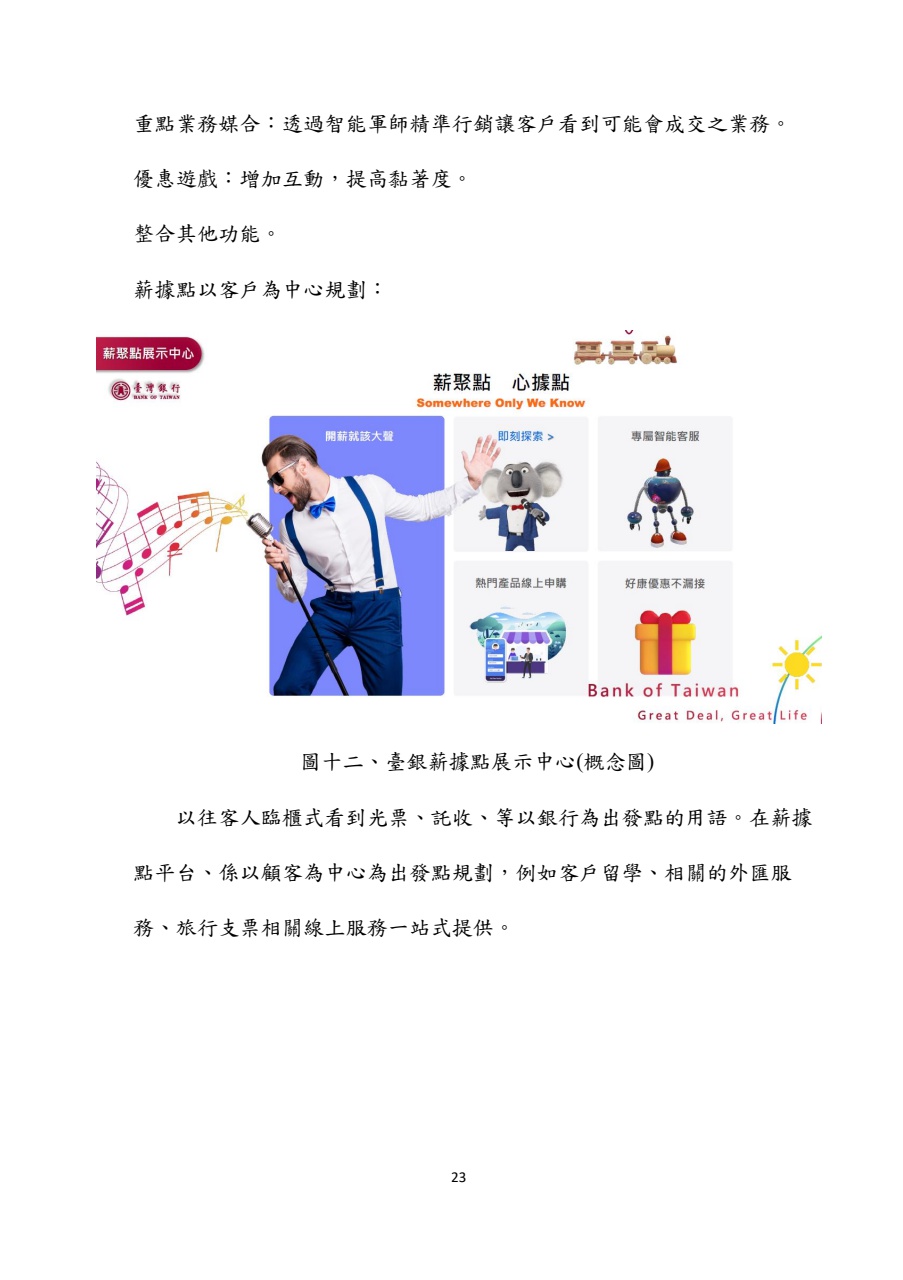 重點業務媒合：透過智能軍師精準行銷讓客戶看到可能會成交之業務。
優惠遊戲：增加互動，提高黏著度。
整合其他功能。
薪據點以客戶為中心規劃：
薪聚點展示中心
臺灣銀行
BANK OF TAIWAN
薪聚點　心據點
Somewhere Only We Know
開薪就該大聲
即刻探索 >
專屬智能客服
熱門產品線上申購
好康優惠不漏接
Bank of Taiwan
Great Deal, Great Life
圖十二、臺銀薪據點展示中心(概念圖)
以往客人臨櫃式看到光票、託收、等以銀行為出發點的用語。在薪據
點平台、係以顧客為中心為出發點規劃，例如客戶留學、相關的外匯服
務、旅行支票相關線上服務一站式提供。
23